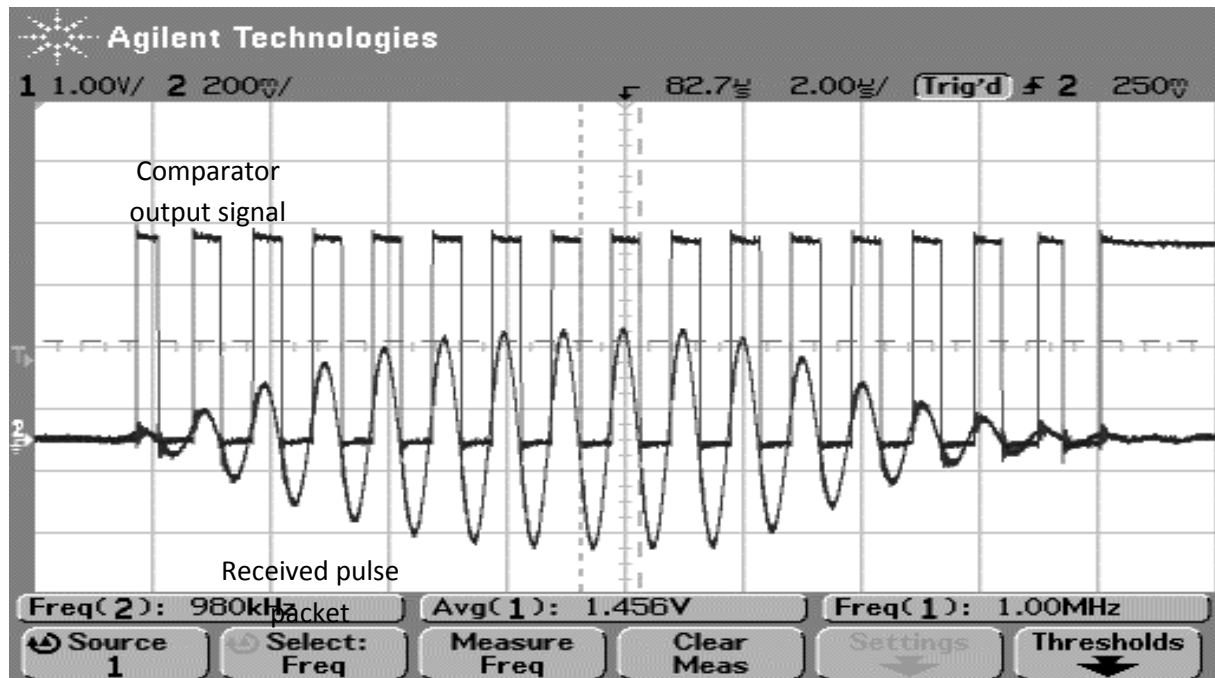 Agilent Technologies
1 1.00V/ 2 200mV/ 82.7µs 2.00µs/ Trig'd 2 250mV
Comparator
output signal
Received pulse
packet
Freq(2): 980kHz Avg(1): 1.456V Freq(1): 1.00MHz
Source Select: Measure Clear Settings Thresholds
1 Freq Freq Meas